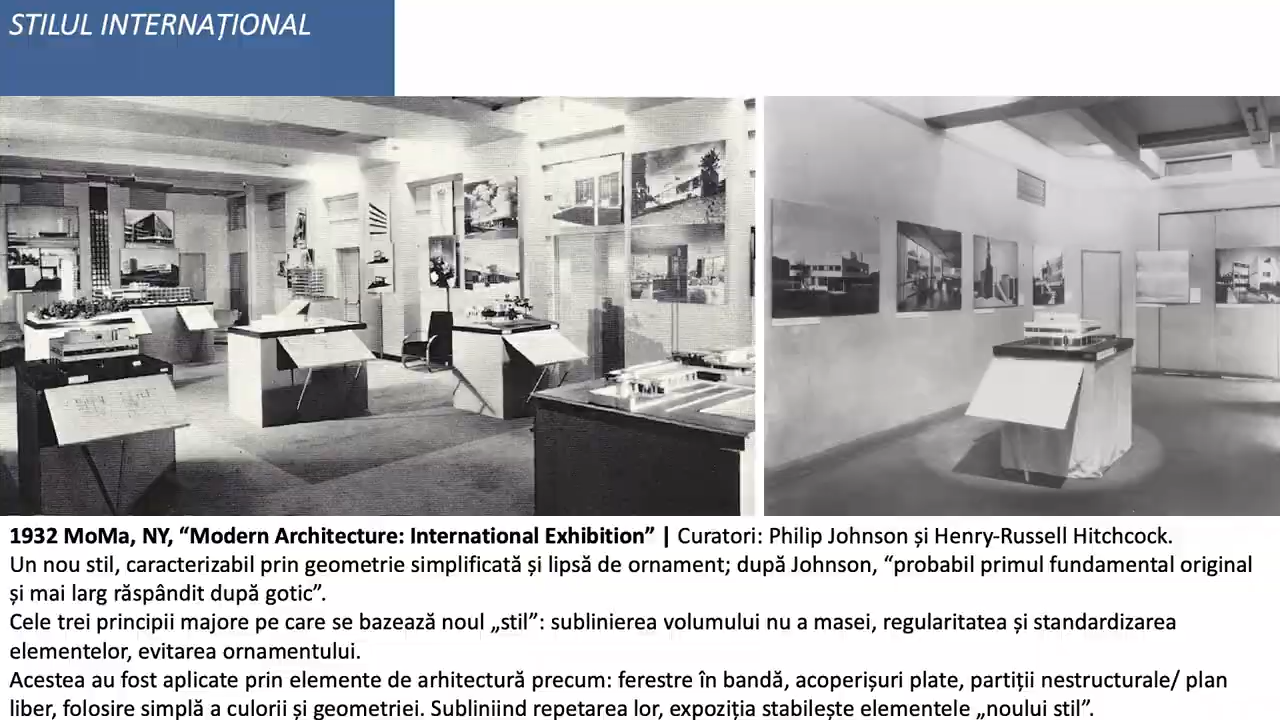 STILUL INTERNAȚIONAL
1932 MoMa, NY, “Modern Architecture: International Exhibition” | Curatori: Philip Johnson și Henry-Russell Hitchcock.
Un nou stil, caracterizabil prin geometrie simplificată și lipsă de ornament; după Johnson, “probabil primul fundamental original
și mai larg răspândit după gotic”.
Cele trei principii majore pe care se bazează noul „stil”: sublinierea volumului nu a masei, regularitatea și standardizarea
elementelor, evitarea ornamentului.
Acestea au fost aplicate prin elemente de arhitectură precum: ferestre în bandă, acoperișuri plate, partiții nestructurale/ plan
liber, folosire simplă a culorii și geometriei. Subliniind repetarea lor, expoziția stabilește elementele „noului stil”.